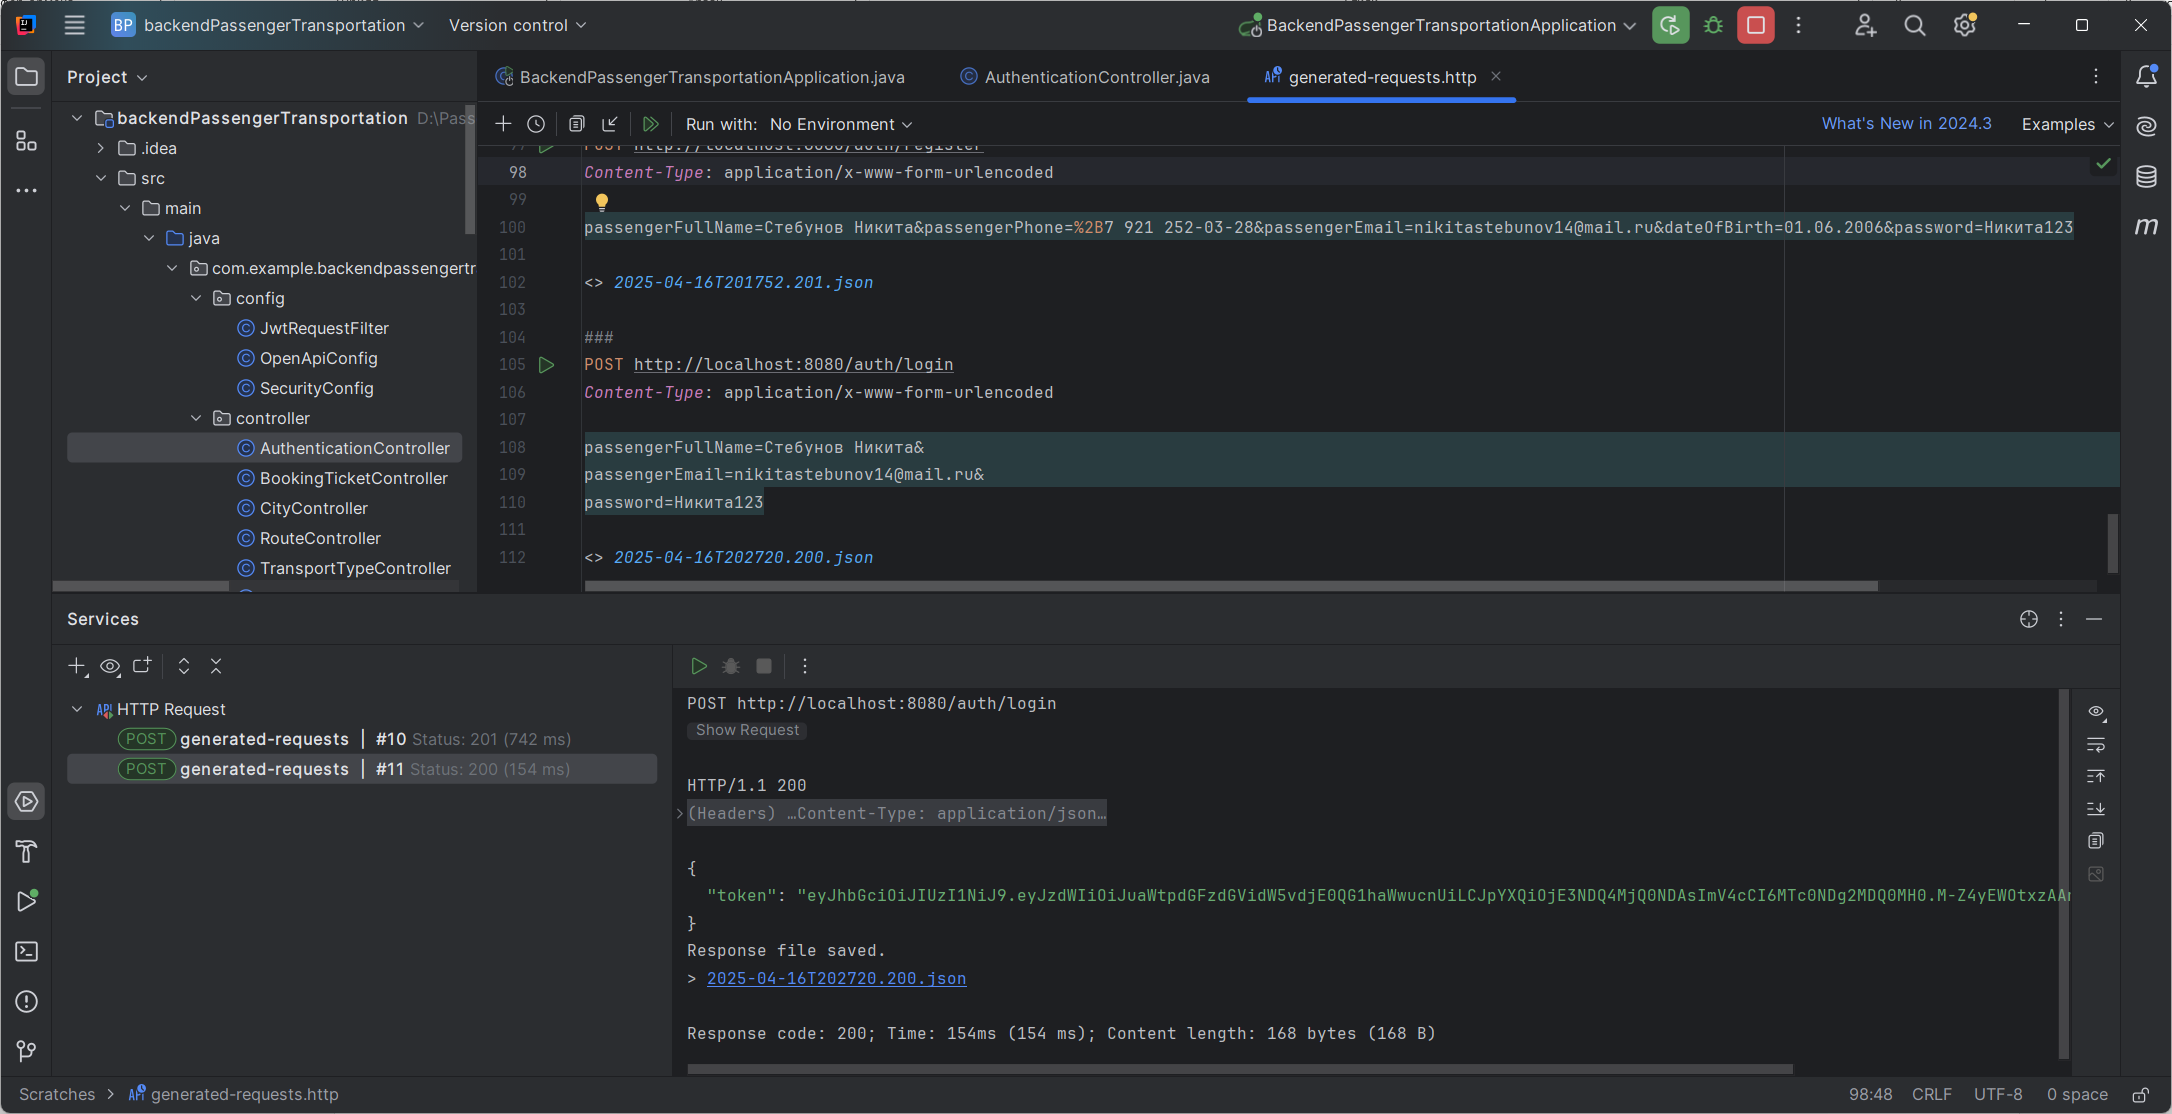 BP backendPassengerTransportation Version control BackendPassengerTransportationApplication
Project
BackendPassengerTransportationApplication.java AuthenticationController.java generated-requests.http
backendPassengerTransportation D:\Pass
.idea
src
main
java
com.example.backendpassengertr
config
JwtRequestFilter
OpenApiConfig
SecurityConfig
controller
AuthenticationController
BookingTicketController
CityController
RouteController
TransportTypeController
Run with: No Environment What's New in 2024.3 Examples
97 POST http://localhost:8080/auth/register
98 Content-Type: application/x-www-form-urlencoded
99
100 passengerFullName=Стебунов Никита&passengerPhone=%2B7 921 252-03-28&passengerEmail=nikitastebunov14@mail.ru&dateOfBirth=01.06.2006&password=Никита123
101
102 <> 2025-04-16T201752.201.json
103
104 ###
105 POST http://localhost:8080/auth/login
106 Content-Type: application/x-www-form-urlencoded
107
108 passengerFullName=Стебунов Никита&
109 passengerEmail=nikitastebunov14@mail.ru&
110 password=Никита123
111
112 <> 2025-04-16T202720.200.json
Services
HTTP Request
POST generated-requests | #10 Status: 201 (742 ms)
POST generated-requests | #11 Status: 200 (154 ms)
POST http://localhost:8080/auth/login
Show Request
HTTP/1.1 200
(Headers) …Content-Type: application/json…
{
"token": "eyJhbGciOiJIUzI1NiJ9.eyJzdWIiOiJuaWtpdGFzdGVidW5vdjE0QG1haWwucnUiLCJpYXQiOjE3NDQ4MjQ0NDAsImV4cCI6MTc0NDg2MDQ0MH0.M-Z4yEWOtxzAA
}
Response file saved.
> 2025-04-16T202720.200.json
Response code: 200; Time: 154ms (154 ms); Content length: 168 bytes (168 B)
Scratches > generated-requests.http 98:48 CRLF UTF-8 0 space